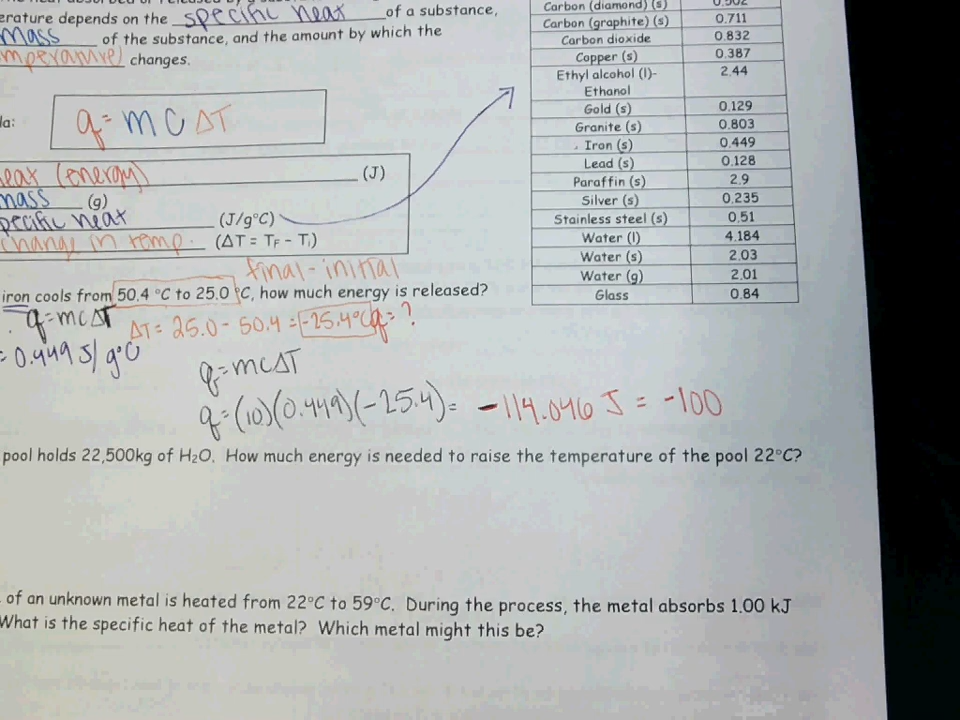 erature depends on the specific heat of a substance,
mass of the substance, and the amount by which the
changes.
la:
q = mCΔT
heat (energy) (J)
mass (g)
specific heat (J/g°C)
change in temp. (ΔT = TF – Ti)
final - initial
Carbon (diamond) (s) 0.502
Carbon (graphite) (s) 0.711
Carbon dioxide 0.832
Copper (s) 0.387
Ethyl alcohol (l)- 2.44
Ethanol
Gold (s) 0.129
Granite (s) 0.803
Iron (s) 0.449
Lead (s) 0.128
Paraffin (s) 2.9
Silver (s) 0.235
Stainless steel (s) 0.51
Water (l) 4.184
Water (s) 2.03
Water (g) 2.01
Glass 0.84
iron cools from 50.4 °C to 25.0 °C, how much energy is released?
q = mCΔT ΔT = 25.0 - 50.4 = -25.4°C q = ?
= 0.449 J/g°C
q = mCΔT
q = (10)(0.449)(-25.4) = -114.046 J = -100
pool holds 22,500kg of H2O. How much energy is needed to raise the temperature of the pool 22°C?
of an unknown metal is heated from 22°C to 59°C. During the process, the metal absorbs 1.00 kJ
What is the specific heat of the metal? Which metal might this be?